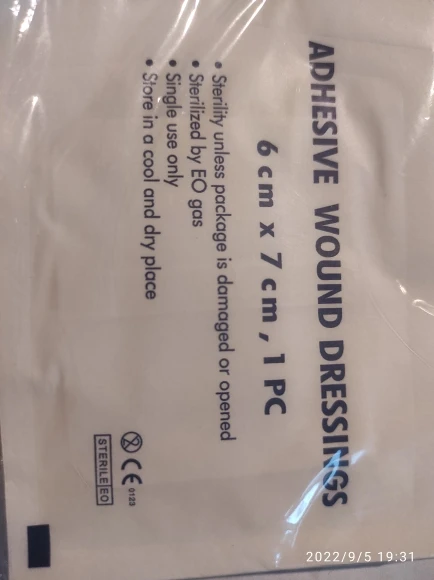 ADHESIVE WOUND DRESSINGS
6 cm x 7 cm, 1 PC
• Sterility unless package is damaged or opened
• Sterilized by EO gas
• Single use only
• Store in a cool and dry place
CE 0123
STERILE EO
2022/9/5 19:31